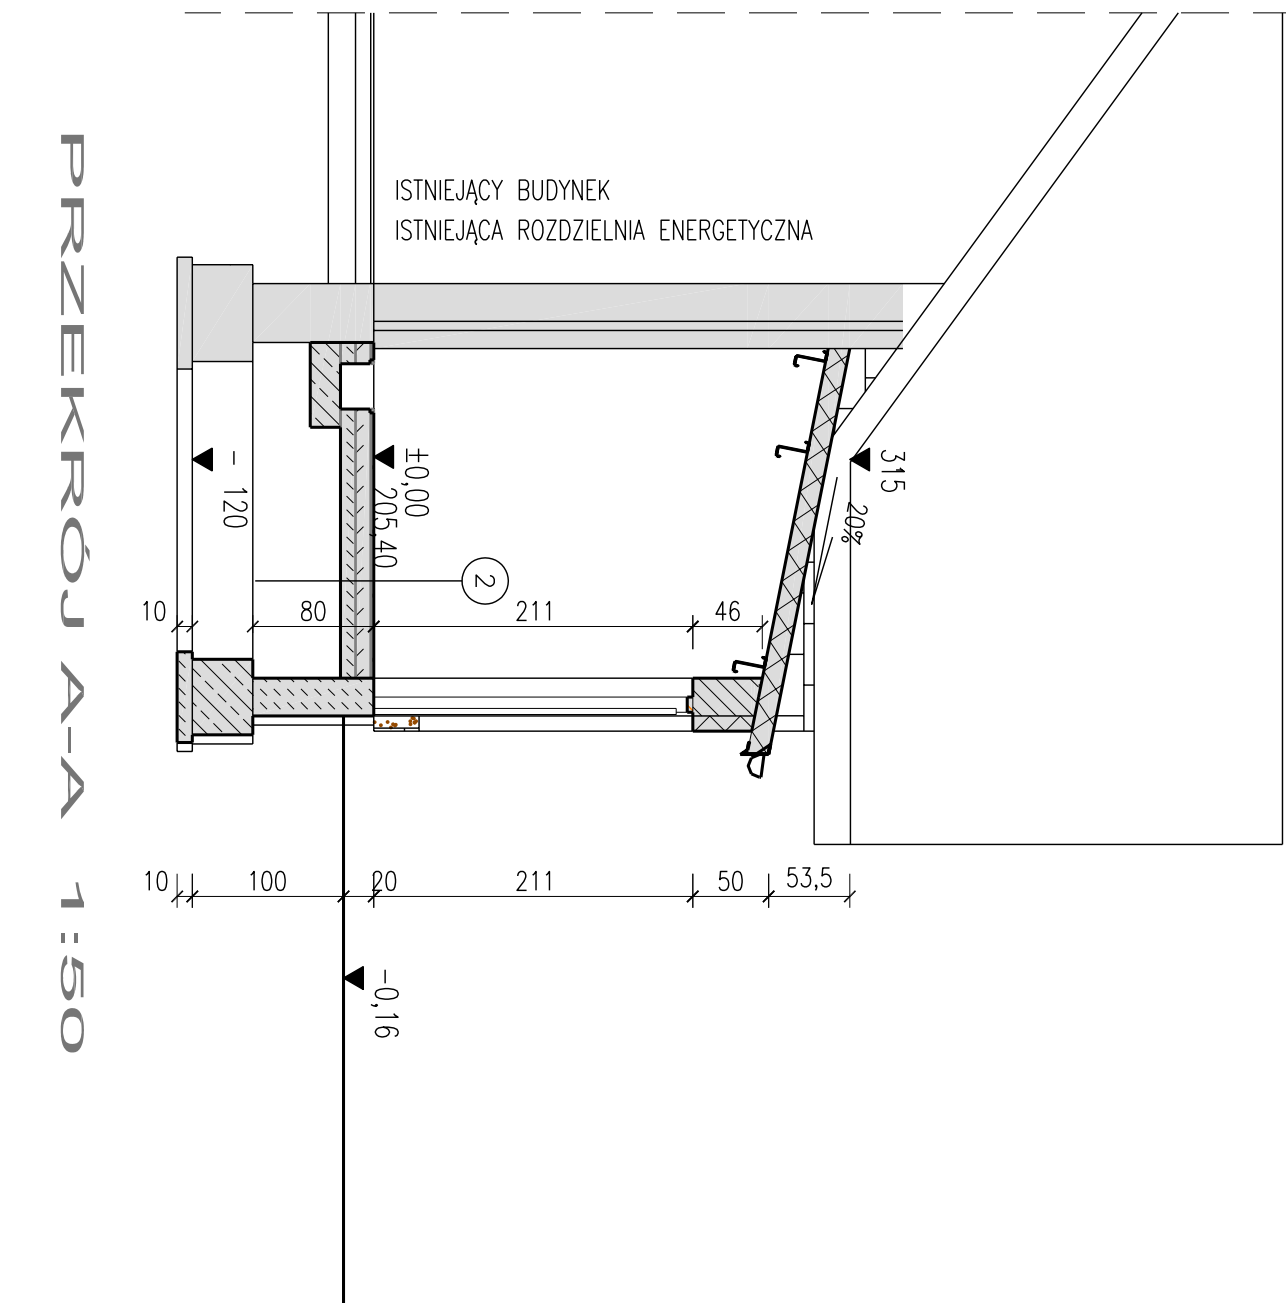 PRZEKRÓJ A-A 1:50
ISTNIEJĄCY BUDYNEK
ISTNIEJĄCA ROZDZIELNIA ENERGETYCZNA
±0,00
205,40
- 120
315
20%
2
10 80 211 46
10 100 20 211 50 53,5
-0,16